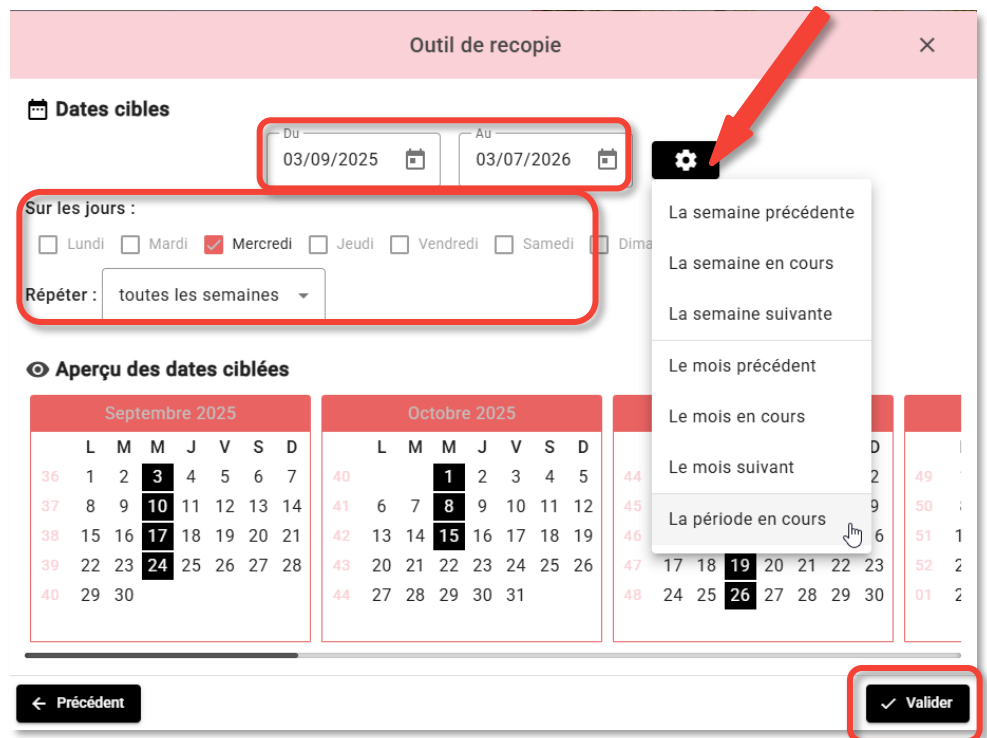 Outil de recopie
Dates cibles
Du
03/09/2025
Au
03/07/2026
Sur les jours :
Lundi Mardi Mercredi Jeudi Vendredi Samedi Dima
Répéter : toutes les semaines
La semaine précédente
La semaine en cours
La semaine suivante
Le mois précédent
Le mois en cours
Le mois suivant
La période en cours
Aperçu des dates ciblées
Septembre 2025
L M M J V S D
36 1 2 3 4 5 6 7
37 8 9 10 11 12 13 14
38 15 16 17 18 19 20 21
39 22 23 24 25 26 27 28
40 29 30
Octobre 2025
L M M J V S D
40 1 2 3 4 5
41 6 7 8 9 10 11 12
42 13 14 15 16 17 18 19
43 20 21 22 23 24 25 26
44 27 28 29 30 31
D
44 2
45 9
46 6
47 17 18 19 20 21 22 23
48 24 25 26 27 28 29 30
49
50
51 1
52 2
01 2
Précédent
Valider